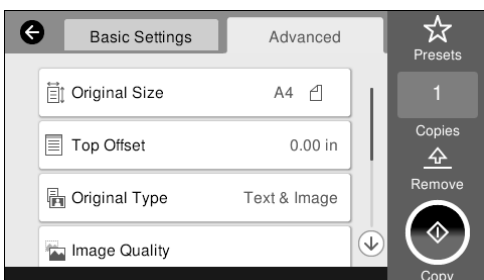 Basic Settings
Advanced
Presets
Original Size
A4
1
Copies
Top Offset
0.00 in
Remove
Original Type
Text & Image
Image Quality
Copy